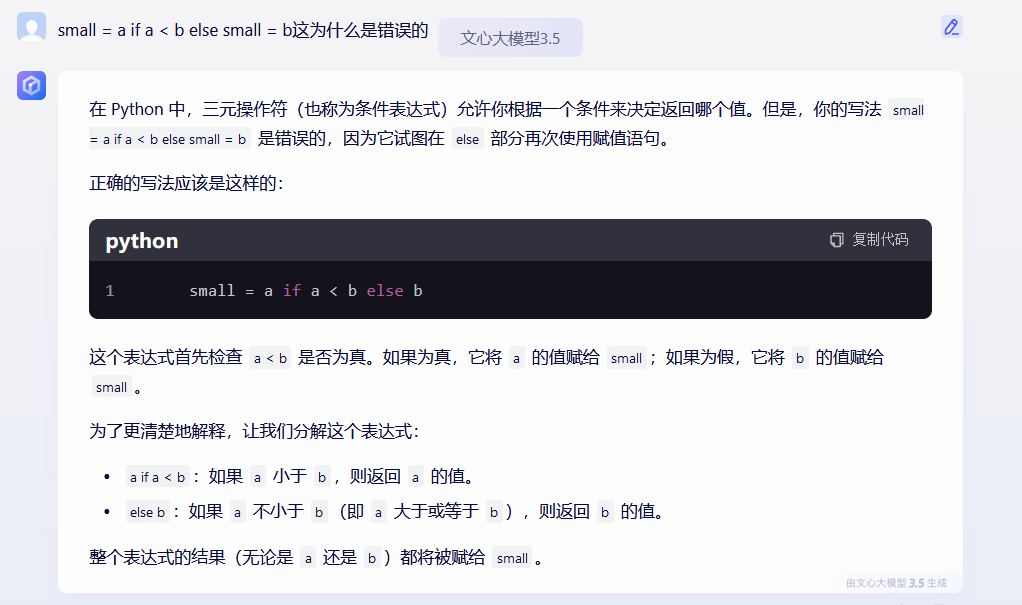 small = a if a < b else small = b这为什么是错误的
文心大模型3.5
在 Python 中，三元操作符（也称为条件表达式）允许你根据一个条件来决定返回哪个值。但是，你的写法 small
= a if a < b else small = b 是错误的，因为它试图在 else 部分再次使用赋值语句。
正确的写法应该是这样的：
python
复制代码
1 small = a if a < b else b
这个表达式首先检查 a < b 是否为真。如果为真，它将 a 的值赋给 small ；如果为假，它将 b 的值赋给
small 。
为了更清楚地解释，让我们分解这个表达式：
• a if a < b ：如果 a 小于 b ，则返回 a 的值。
• else b ：如果 a 不小于 b （即 a 大于或等于 b ），则返回 b 的值。
整个表达式的结果（无论是 a 还是 b ）都将被赋给 small 。
由文心大模型 3.5 生成